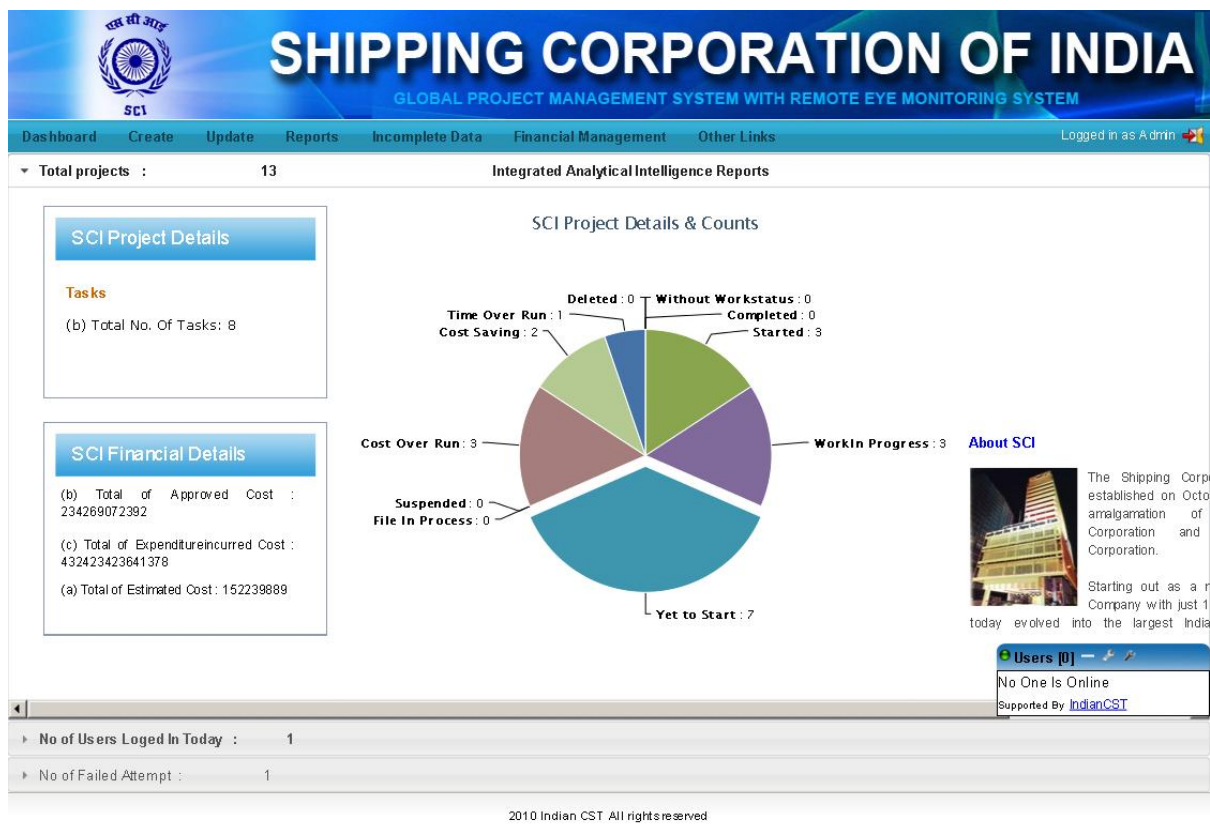 एस सी आई
SCI
SHIPPING CORPORATION OF INDIA
GLOBAL PROJECT MANAGEMENT SYSTEM WITH REMOTE EYE MONITORING SYSTEM
Dashboard Create Update Reports Incomplete Data Financial Management Other Links Logged in as Admin
Total projects : 13 Integrated Analytical Intelligence Reports
SCI Project Details
Tasks
(b) Total No. Of Tasks: 8
SCI Financial Details
(b) Total of Approved Cost :
234269072392
(c) Total of Expenditureincurred Cost :
432423423641378
(a) Total of Estimated Cost : 152239889
SCI Project Details & Counts
Deleted : 0
Without Workstatus : 0
Time Over Run : 1
Completed : 0
Cost Saving : 2
Started : 3
Cost Over Run : 3
WorkIn Progress : 3
Suspended : 0
File In Process : 0
Yet to Start : 7
About SCI
The Shipping Corp
established on Octo
amalgamation of
Corporation and
Corporation.
Starting out as a
Company with just 1
today evolved into the largest India
Users [0]
No One Is Online
Supported By IndianCST
No of Users Loged In Today : 1
No of Failed Attempt : 1
2010 Indian CST All rights reserved